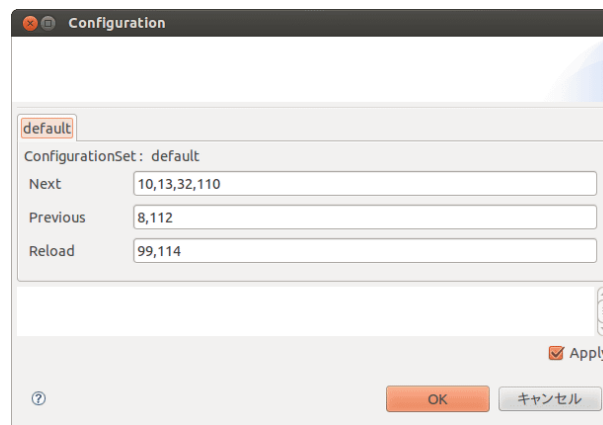 Configuration
default
ConfigurationSet: default
Next 10,13,32,110
Previous 8,112
Reload 99,114
Apply
OK キャンセル